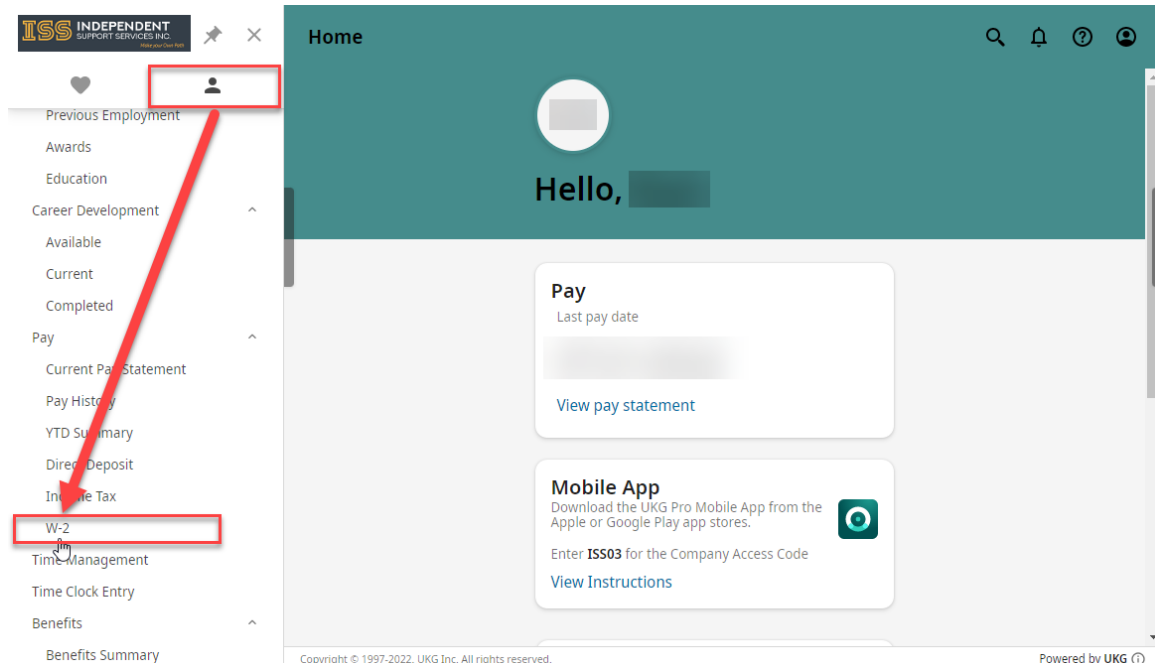 ISS INDEPENDENT
SUPPORT SERVICES INC.
Make your Own Path
Previous Employment
Awards
Education
Career Development
Available
Current
Completed
Pay
Current Pay Statement
Pay History
YTD Summary
Direct Deposit
Income Tax
W-2
Time Management
Time Clock Entry
Benefits
Benefits Summary
Home
Hello,
Pay
Last pay date
View pay statement
Mobile App
Download the UKG Pro Mobile App from the
Apple or Google Play app stores.
Enter ISS03 for the Company Access Code
View Instructions
Copyright © 1997-2022. UKG Inc. All rights reserved.
Powered by UKG